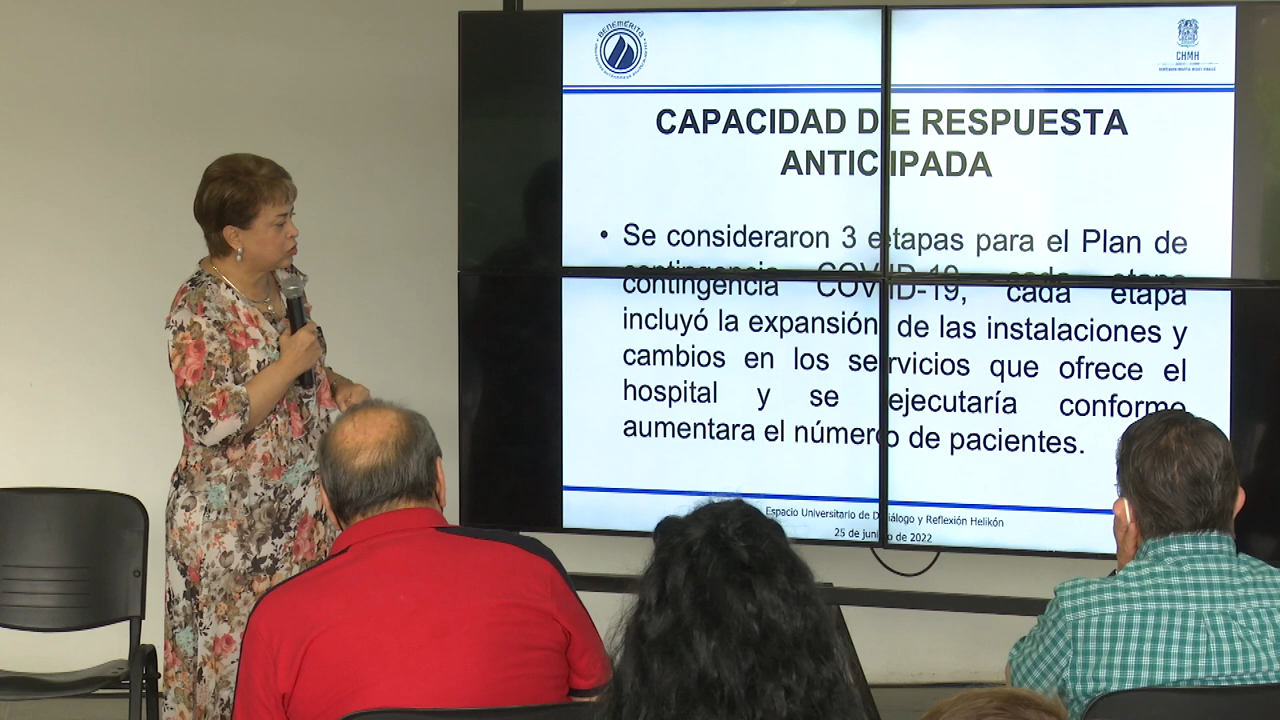 BENEMÉRITA
CHMH
CAPACIDAD DE RESPUESTA
ANTICIPADA
• Se consideraron 3 etapas para el Plan de
contingencia COVID-19, cada etapa
incluyó la expansión de las instalaciones y
cambios en los servicios que ofrece el
hospital y se ejecutaría conforme
aumentara el número de pacientes.
Espacio Universitario de Diálogo y Reflexión Helikón
25 de junio de 2022